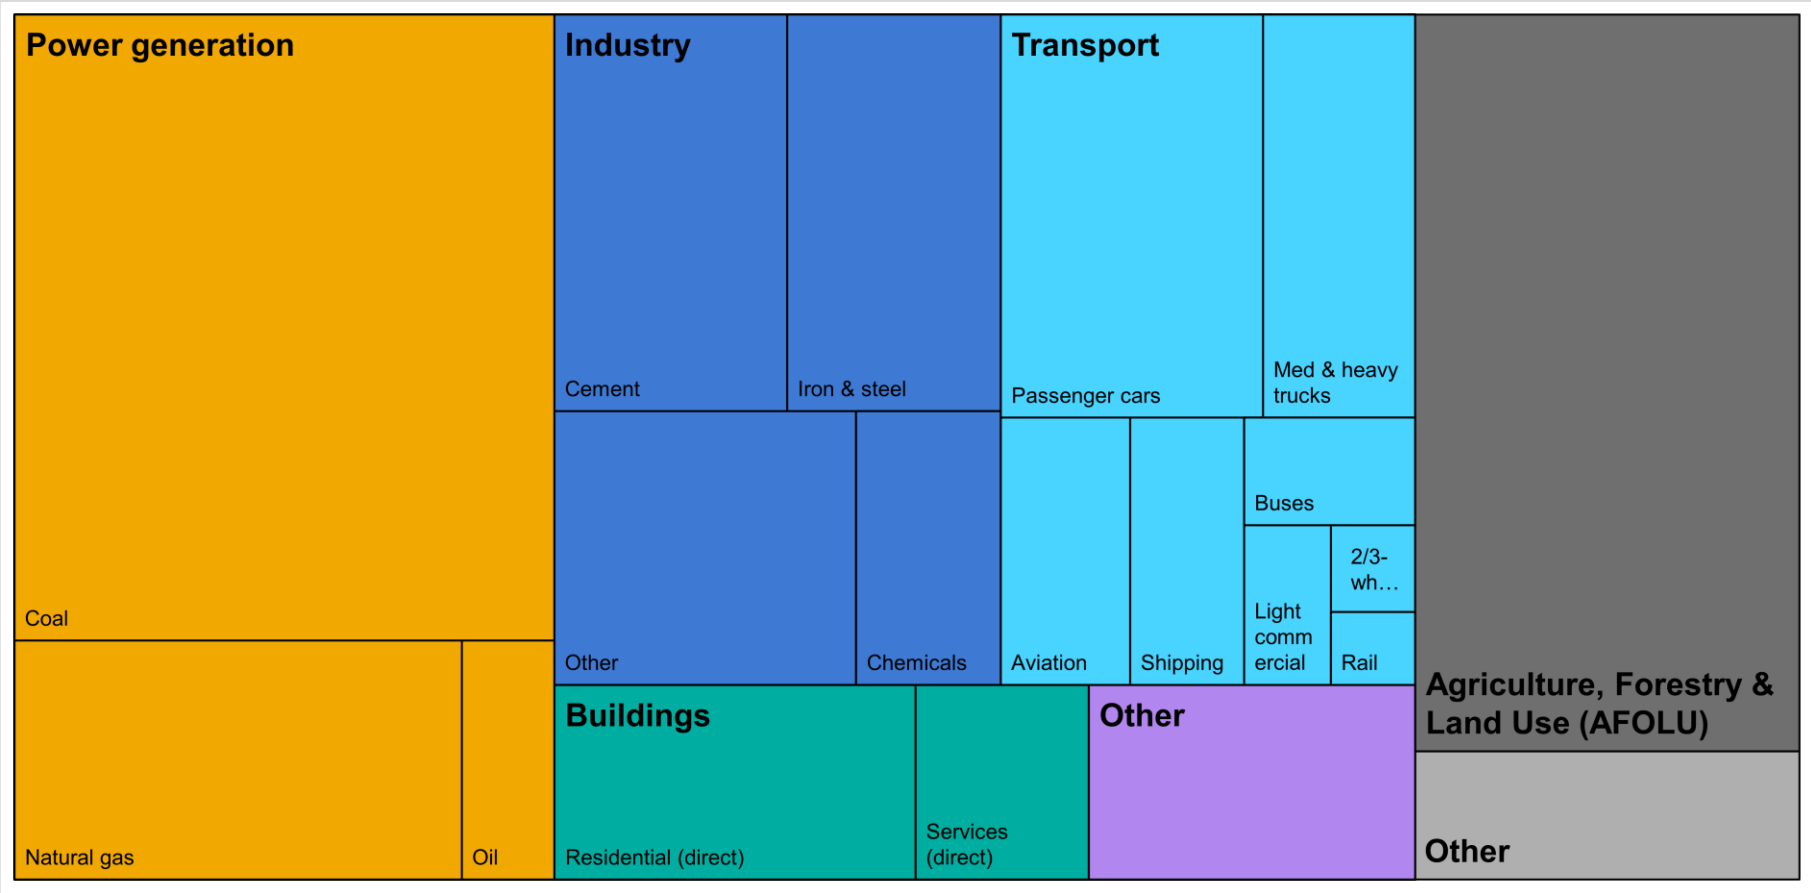 Power generation
Coal
Natural gas
Oil
Industry
Cement
Iron & steel
Other
Chemicals
Transport
Passenger cars
Med & heavy
trucks
Aviation
Shipping
Buses
Light
comm
ercial
2/3-
wh…
Rail
Buildings
Residential (direct)
Services
(direct)
Other
Agriculture, Forestry &
Land Use (AFOLU)
Other